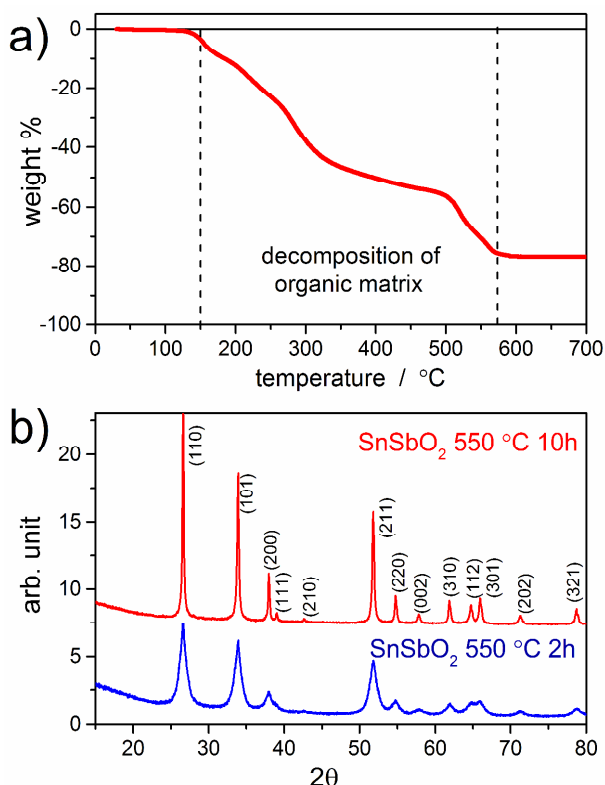 a)
0
-20
-40
-60
-80
-100
weight %
decomposition of
organic matrix
0 100 200 300 400 500 600 700
temperature / °C
b)
SnSbO₂ 550 °C 10h
(110)
(101)
(200)
(111)
(210)
(211)
(220)
(002)
(310)
(112)
(301)
(202)
(321)
SnSbO₂ 550 °C 2h
20
15
10
5
0
arb. unit
20 30 40 50 60 70 80
2θ